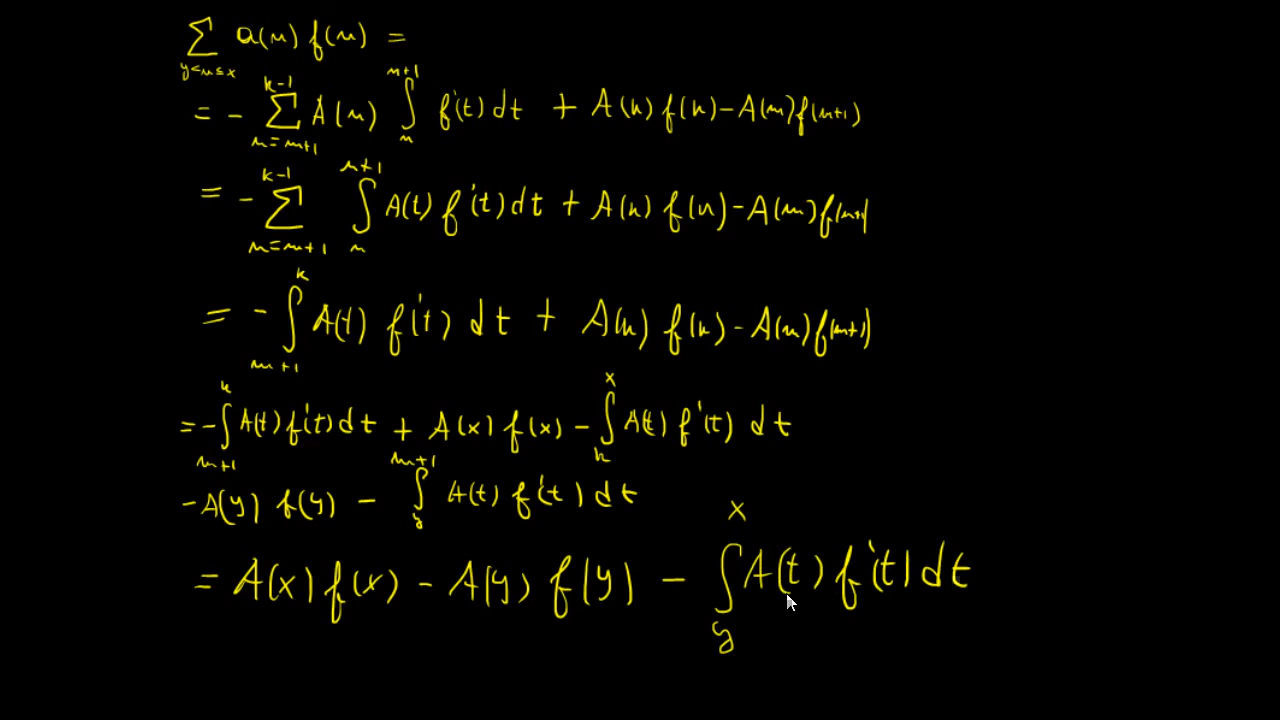 ∑_{y<n≤x} a(n) f(n) =
= - ∑_{n=m+1}^{k-1} A(n) ∫_n^{n+1} f'(t) dt + A(k) f(k) - A(m) f(m+1)
= - ∑_{n=m+1}^{k-1} ∫_n^{n+1} A(t) f'(t) dt + A(k) f(k) - A(m) f(m+1)
= - ∫_{m+1}^{k} A(t) f'(t) dt + A(k) f(k) - A(m) f(m+1)
= - ∫_{m+1}^{k} A(t) f'(t) dt + A(x) f(x) - ∫_k^x A(t) f'(t) dt
- A(y) f(y) - ∫_y^{m+1} A(t) f'(t) dt
= A(x) f(x) - A(y) f(y) - ∫_y^x A(t) f'(t) dt